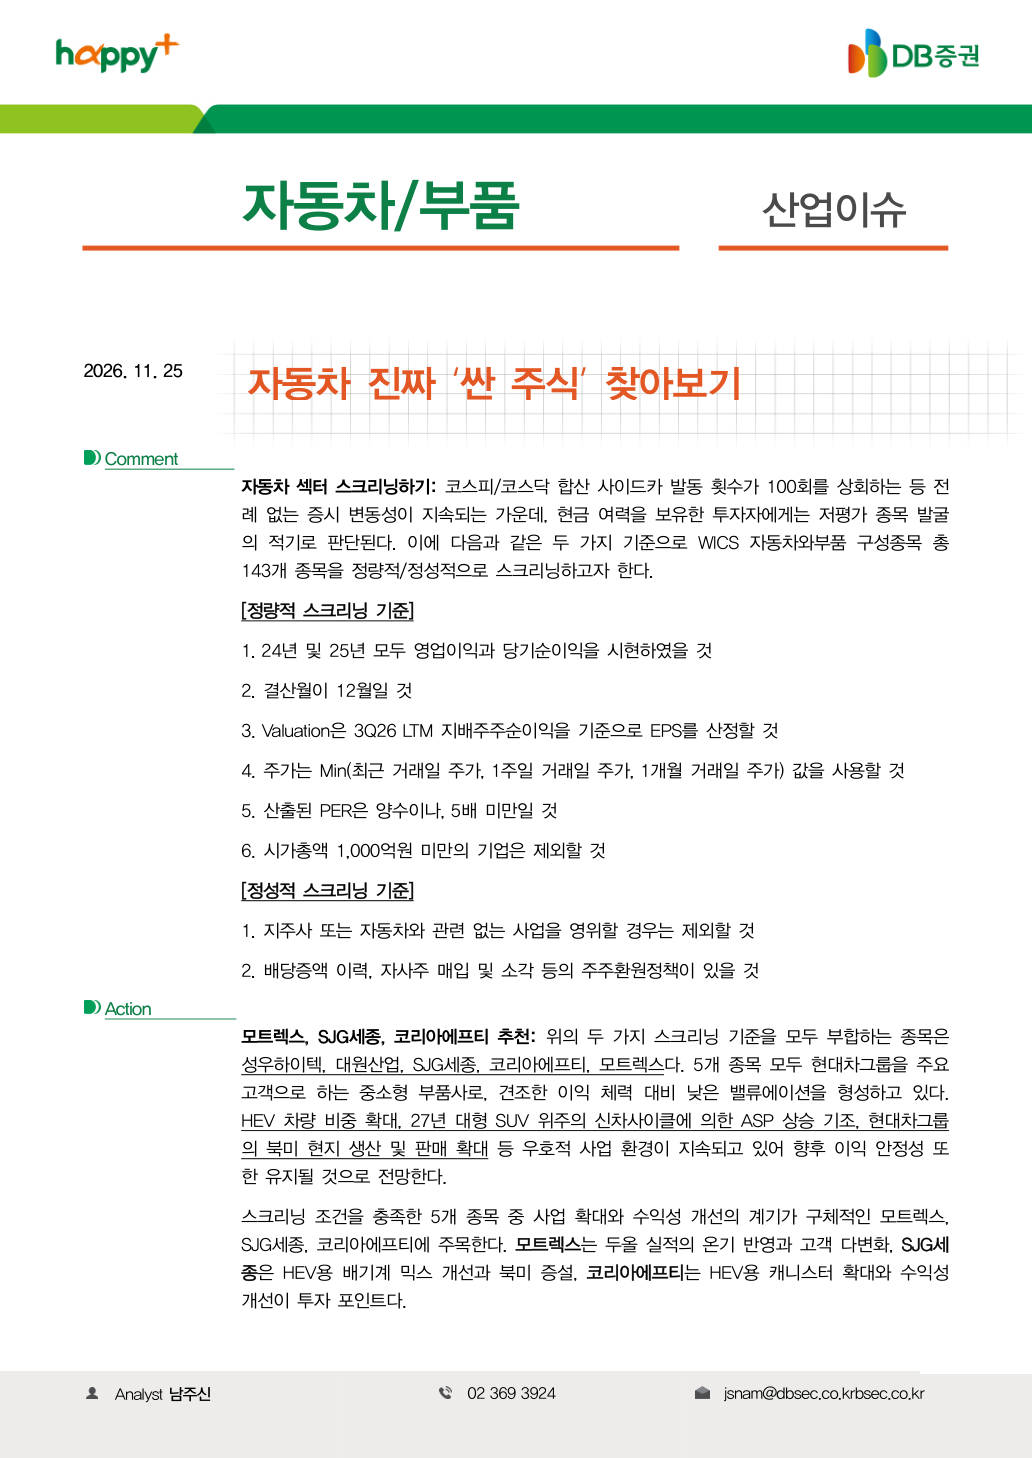 happy+
DB증권
자동차/부품
산업이슈
2026. 11. 25
자동차 진짜 ‘싼 주식’ 찾아보기
Comment
자동차 섹터 스크리닝하기: 코스피/코스닥 합산 사이드카 발동 횟수가 100회를 상회하는 등 전
례 없는 증시 변동성이 지속되는 가운데, 현금 여력을 보유한 투자자에게는 저평가 종목 발굴
의 적기로 판단된다. 이에 다음과 같은 두 가지 기준으로 WICS 자동차와부품 구성종목 총
143개 종목을 정량적/정성적으로 스크리닝하고자 한다.
[정량적 스크리닝 기준]
1. 24년 및 25년 모두 영업이익과 당기순이익을 시현하였을 것
2. 결산월이 12월일 것
3. Valuation은 3Q26 LTM 지배주주순이익을 기준으로 EPS를 산정할 것
4. 주가는 Min(최근 거래일 주가, 1주일 거래일 주가, 1개월 거래일 주가) 값을 사용할 것
5. 산출된 PER은 양수이나, 5배 미만일 것
6. 시가총액 1,000억원 미만의 기업은 제외할 것
[정성적 스크리닝 기준]
1. 지주사 또는 자동차와 관련 없는 사업을 영위할 경우는 제외할 것
2. 배당증액 이력, 자사주 매입 및 소각 등의 주주환원정책이 있을 것
Action
모트렉스, SJG세종, 코리아에프티 추천: 위의 두 가지 스크리닝 기준을 모두 부합하는 종목은
성우하이텍, 대원산업, SJG세종, 코리아에프티, 모트렉스다. 5개 종목 모두 현대차그룹을 주요
고객으로 하는 중소형 부품사로, 견조한 이익 체력 대비 낮은 밸류에이션을 형성하고 있다.
HEV 차량 비중 확대, 27년 대형 SUV 위주의 신차사이클에 의한 ASP 상승 기조, 현대차그룹
의 북미 현지 생산 및 판매 확대 등 우호적 사업 환경이 지속되고 있어 향후 이익 안정성 또
한 유지될 것으로 전망한다.
스크리닝 조건을 충족한 5개 종목 중 사업 확대와 수익성 개선의 계기가 구체적인 모트렉스,
SJG세종, 코리아에프티에 주목한다. 모트렉스는 두올 실적의 온기 반영과 고객 다변화, SJG세
종은 HEV용 배기계 믹스 개선과 북미 증설, 코리아에프티는 HEV용 캐니스터 확대와 수익성
개선이 투자 포인트다.
Analyst 남주신
02 369 3924
jsnam@dbsec.co.krbsec.co.kr